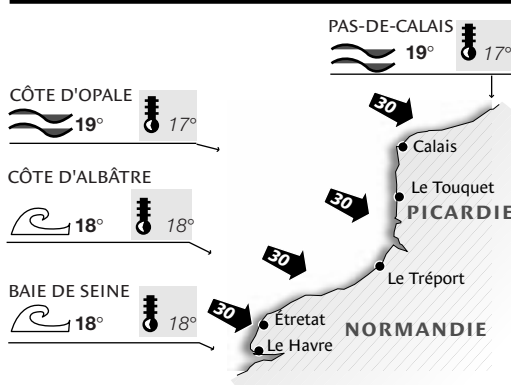 PAS-DE-CALAIS
19° 17°
30
CÔTE D'OPALE
19° 17°
Calais
CÔTE D'ALBÂTRE
Le Touquet
30
PICARDIE
18° 18°
30
Le Tréport
BAIE DE SEINE
18° 18°
30
Étretat
NORMANDIE
Le Havre